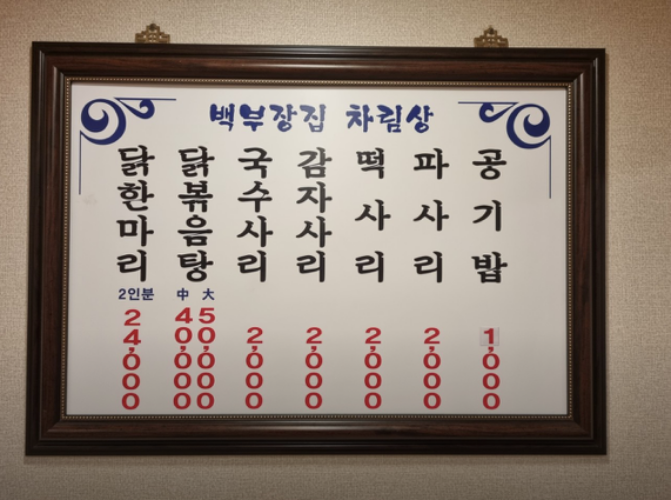 백부장집 차림상
닭한마리
2인분
24,000
닭볶음탕
中 大
40,000 50,000
국수사리
2,000
감자사리
2,000
떡사리
2,000
파사리
2,000
공기밥
1,000